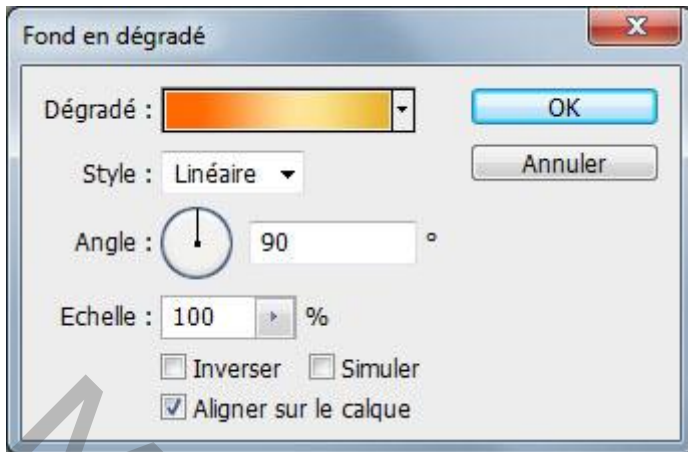 Fond en dégradé
Dégradé :
OK
Style : Linéaire
Annuler
Angle : 90 °
Echelle : 100 %
Inverser Simuler
Aligner sur le calque